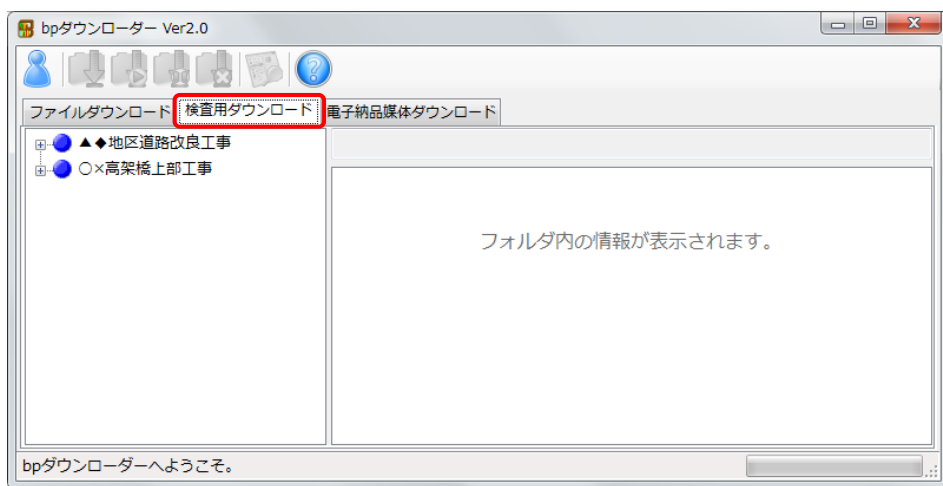 bpダウンローダー Ver2.0
ファイルダウンロード 検査用ダウンロード 電子納品媒体ダウンロード
▲◆地区道路改良工事
○×高架橋上部工事
フォルダ内の情報が表示されます。
bpダウンローダーへようこそ。